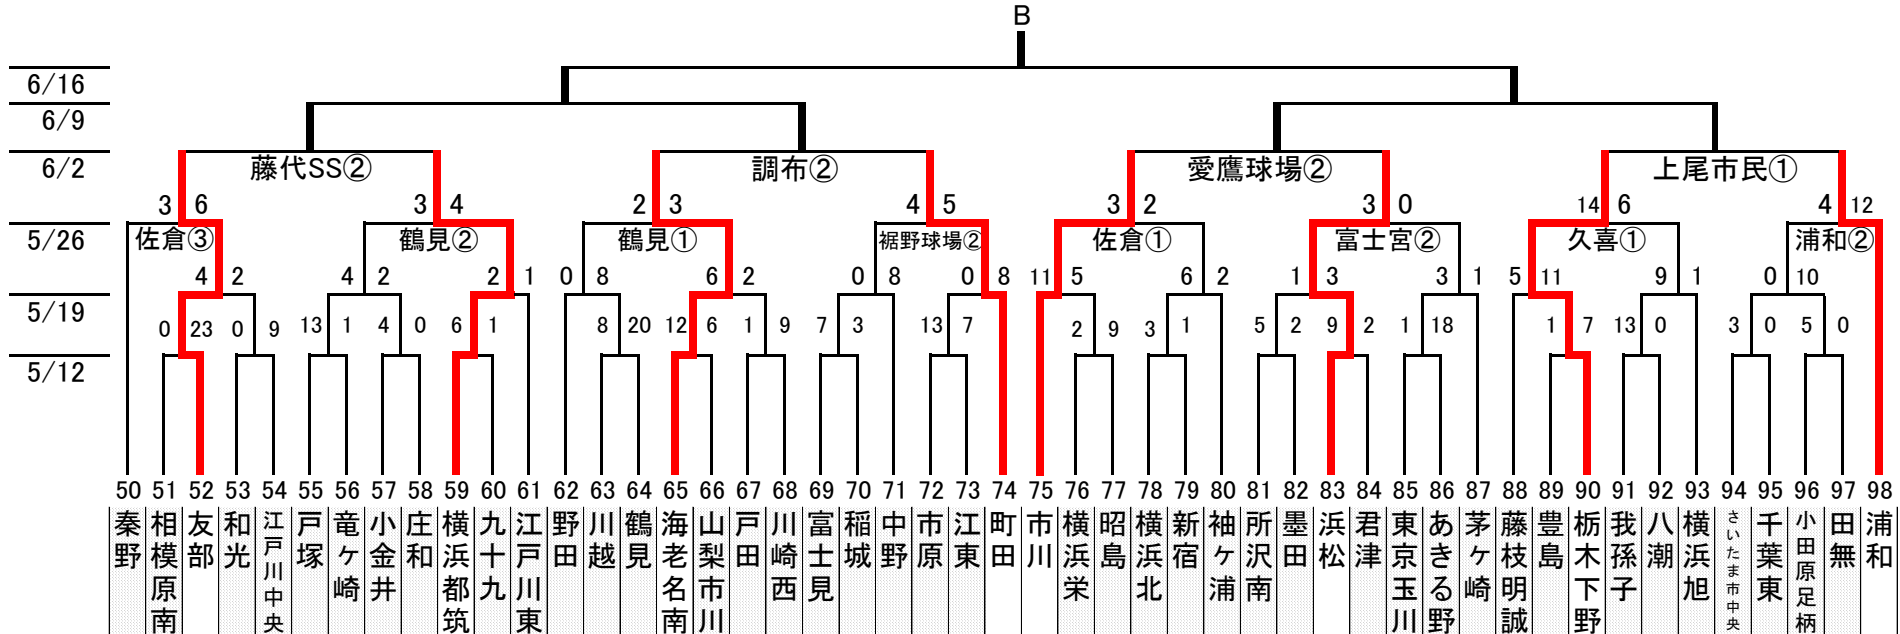 B
6/16
6/9
6/2
藤代SS② 調布② 愛鷹球場② 上尾市民①
3 6 3 4 2 3 4 5 3 2 3 0 14 6 4 12
5/26
佐倉③ 鶴見② 鶴見① 裾野球場② 佐倉① 富士宮② 久喜① 浦和②
4 2 4 2 2 1 0 8 6 2 0 8 0 8 11 5 6 2 1 3 3 1 5 11 9 1 0 10
5/19
0 23 0 9 13 1 4 0 6 1 8 20 12 6 1 9 7 3 13 7 2 9 3 1 5 2 9 2 1 18 1 7 13 0 3 0 5 0
5/12
50 51 52 53 54 55 56 57 58 59 60 61 62 63 64 65 66 67 68 69 70 71 72 73 74 75 76 77 78 79 80 81 82 83 84 85 86 87 88 89 90 91 92 93 94 95 96 97 98
秦野
相模原南
友部
和光
江戸川中央
戸塚
竜ヶ崎
小金井
庄和
横浜都筑
九十九
江戸川東
野田
川越
鶴見
海老名南
山梨市川
戸田
川崎西
富士見
稲城
中野
市原
江東
町田
市川
横浜栄
昭島
横浜北
新宿
袖ヶ浦
所沢南
墨田
浜松
君津
東京玉川
あきる野
茅ヶ崎
藤枝明誠
豊島
栃木下野
我孫子
八潮
横浜旭
さいたま市中央
千葉東
小田原足柄
田無
浦和